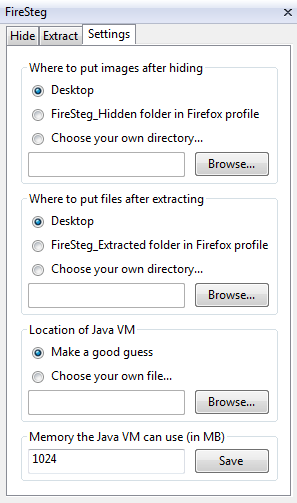 FireSteg
Hide Extract Settings
Where to put images after hiding
Desktop
FireSteg_Hidden folder in Firefox profile
Choose your own directory...
Browse...
Where to put files after extracting
Desktop
FireSteg_Extracted folder in Firefox profile
Choose your own directory...
Browse...
Location of Java VM
Make a good guess
Choose your own file...
Browse...
Memory the Java VM can use (in MB)
1024 Save